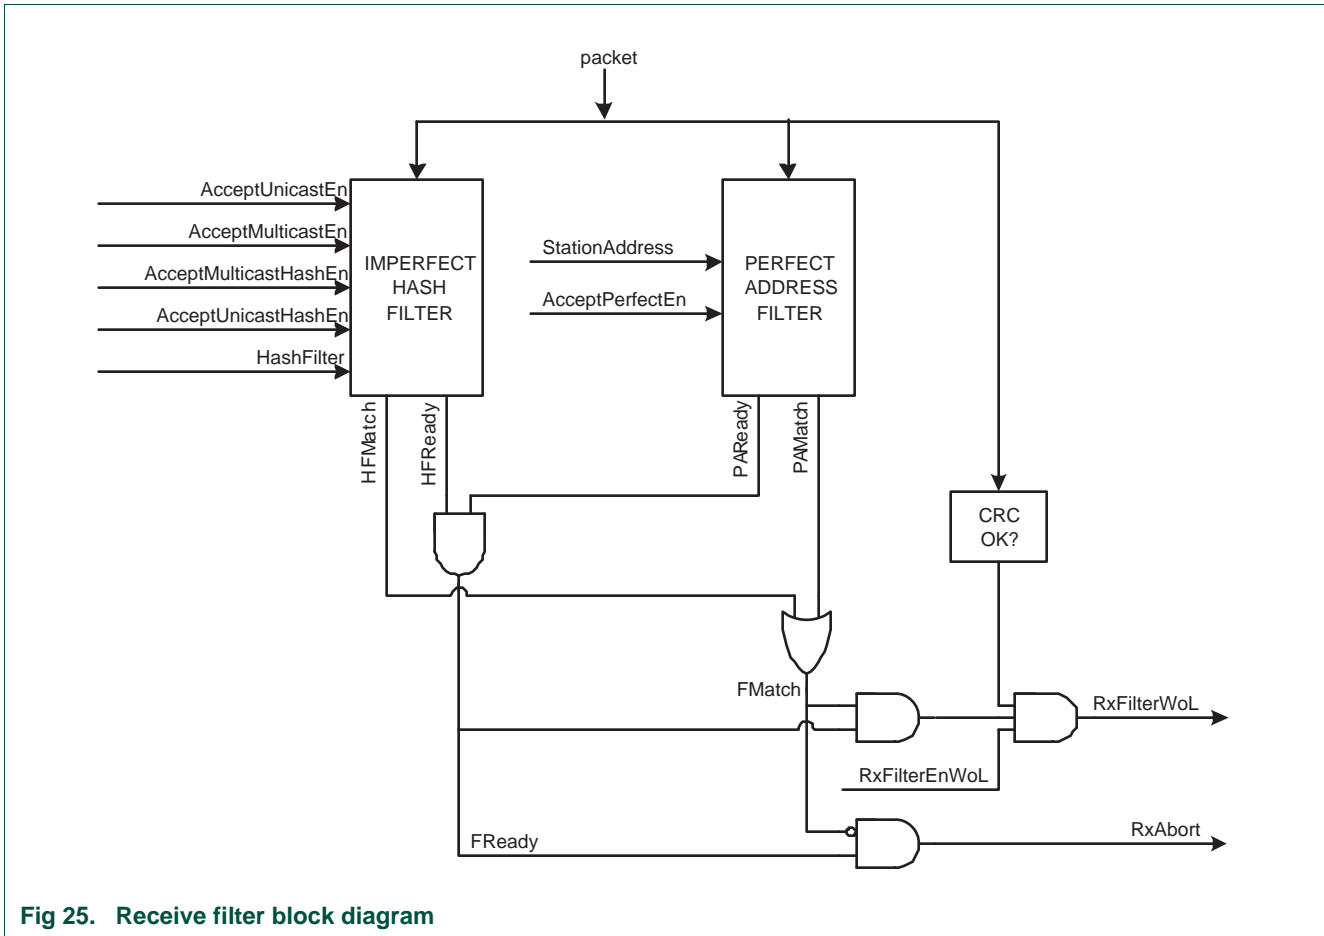 packet
AcceptUnicastEn
AcceptMulticastEn
AcceptMulticastHashEn
AcceptUnicastHashEn
HashFilter
IMPERFECT
HASH
FILTER
StationAddress
AcceptPerfectEn
PERFECT
ADDRESS
FILTER
HFMatch
HFReady
PAReady
PAMatch
CRC
OK?
FMatch
RxFilterWoL
RxFilterEnWoL
RxAbort
FReady
Fig 25. Receive filter block diagram